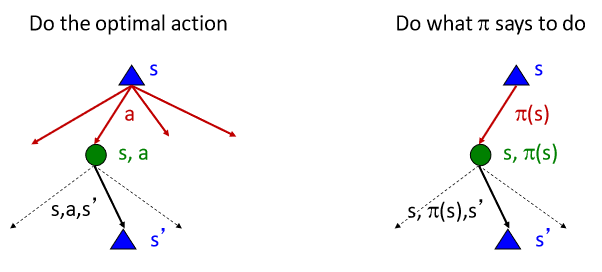 Do the optimal action
s
a
s, a
s,a,s’
s’
Do what π says to do
s
π(s)
s, π(s)
s, π(s),s’
s’